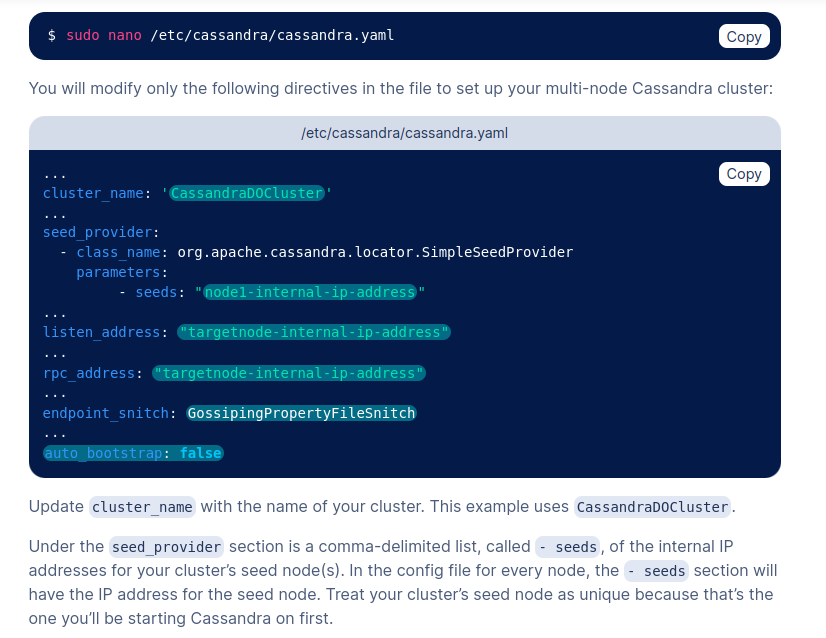 $ sudo nano /etc/cassandra/cassandra.yaml
Copy
You will modify only the following directives in the file to set up your multi-node Cassandra cluster:
/etc/cassandra/cassandra.yaml
Copy
...
cluster_name: 'CassandraDOCluster'
...
seed_provider:
  - class_name: org.apache.cassandra.locator.SimpleSeedProvider
    parameters:
         - seeds: "node1-internal-ip-address"
...
listen_address: "targetnode-internal-ip-address"
...
rpc_address: "targetnode-internal-ip-address"
...
endpoint_snitch: GossipingPropertyFileSnitch
...
auto_bootstrap: false
Update cluster_name with the name of your cluster. This example uses CassandraDOCluster.
Under the seed_provider section is a comma-delimited list, called - seeds, of the internal IP
addresses for your cluster’s seed node(s). In the config file for every node, the - seeds section will
have the IP address for the seed node. Treat your cluster’s seed node as unique because that’s the
one you’ll be starting Cassandra on first.